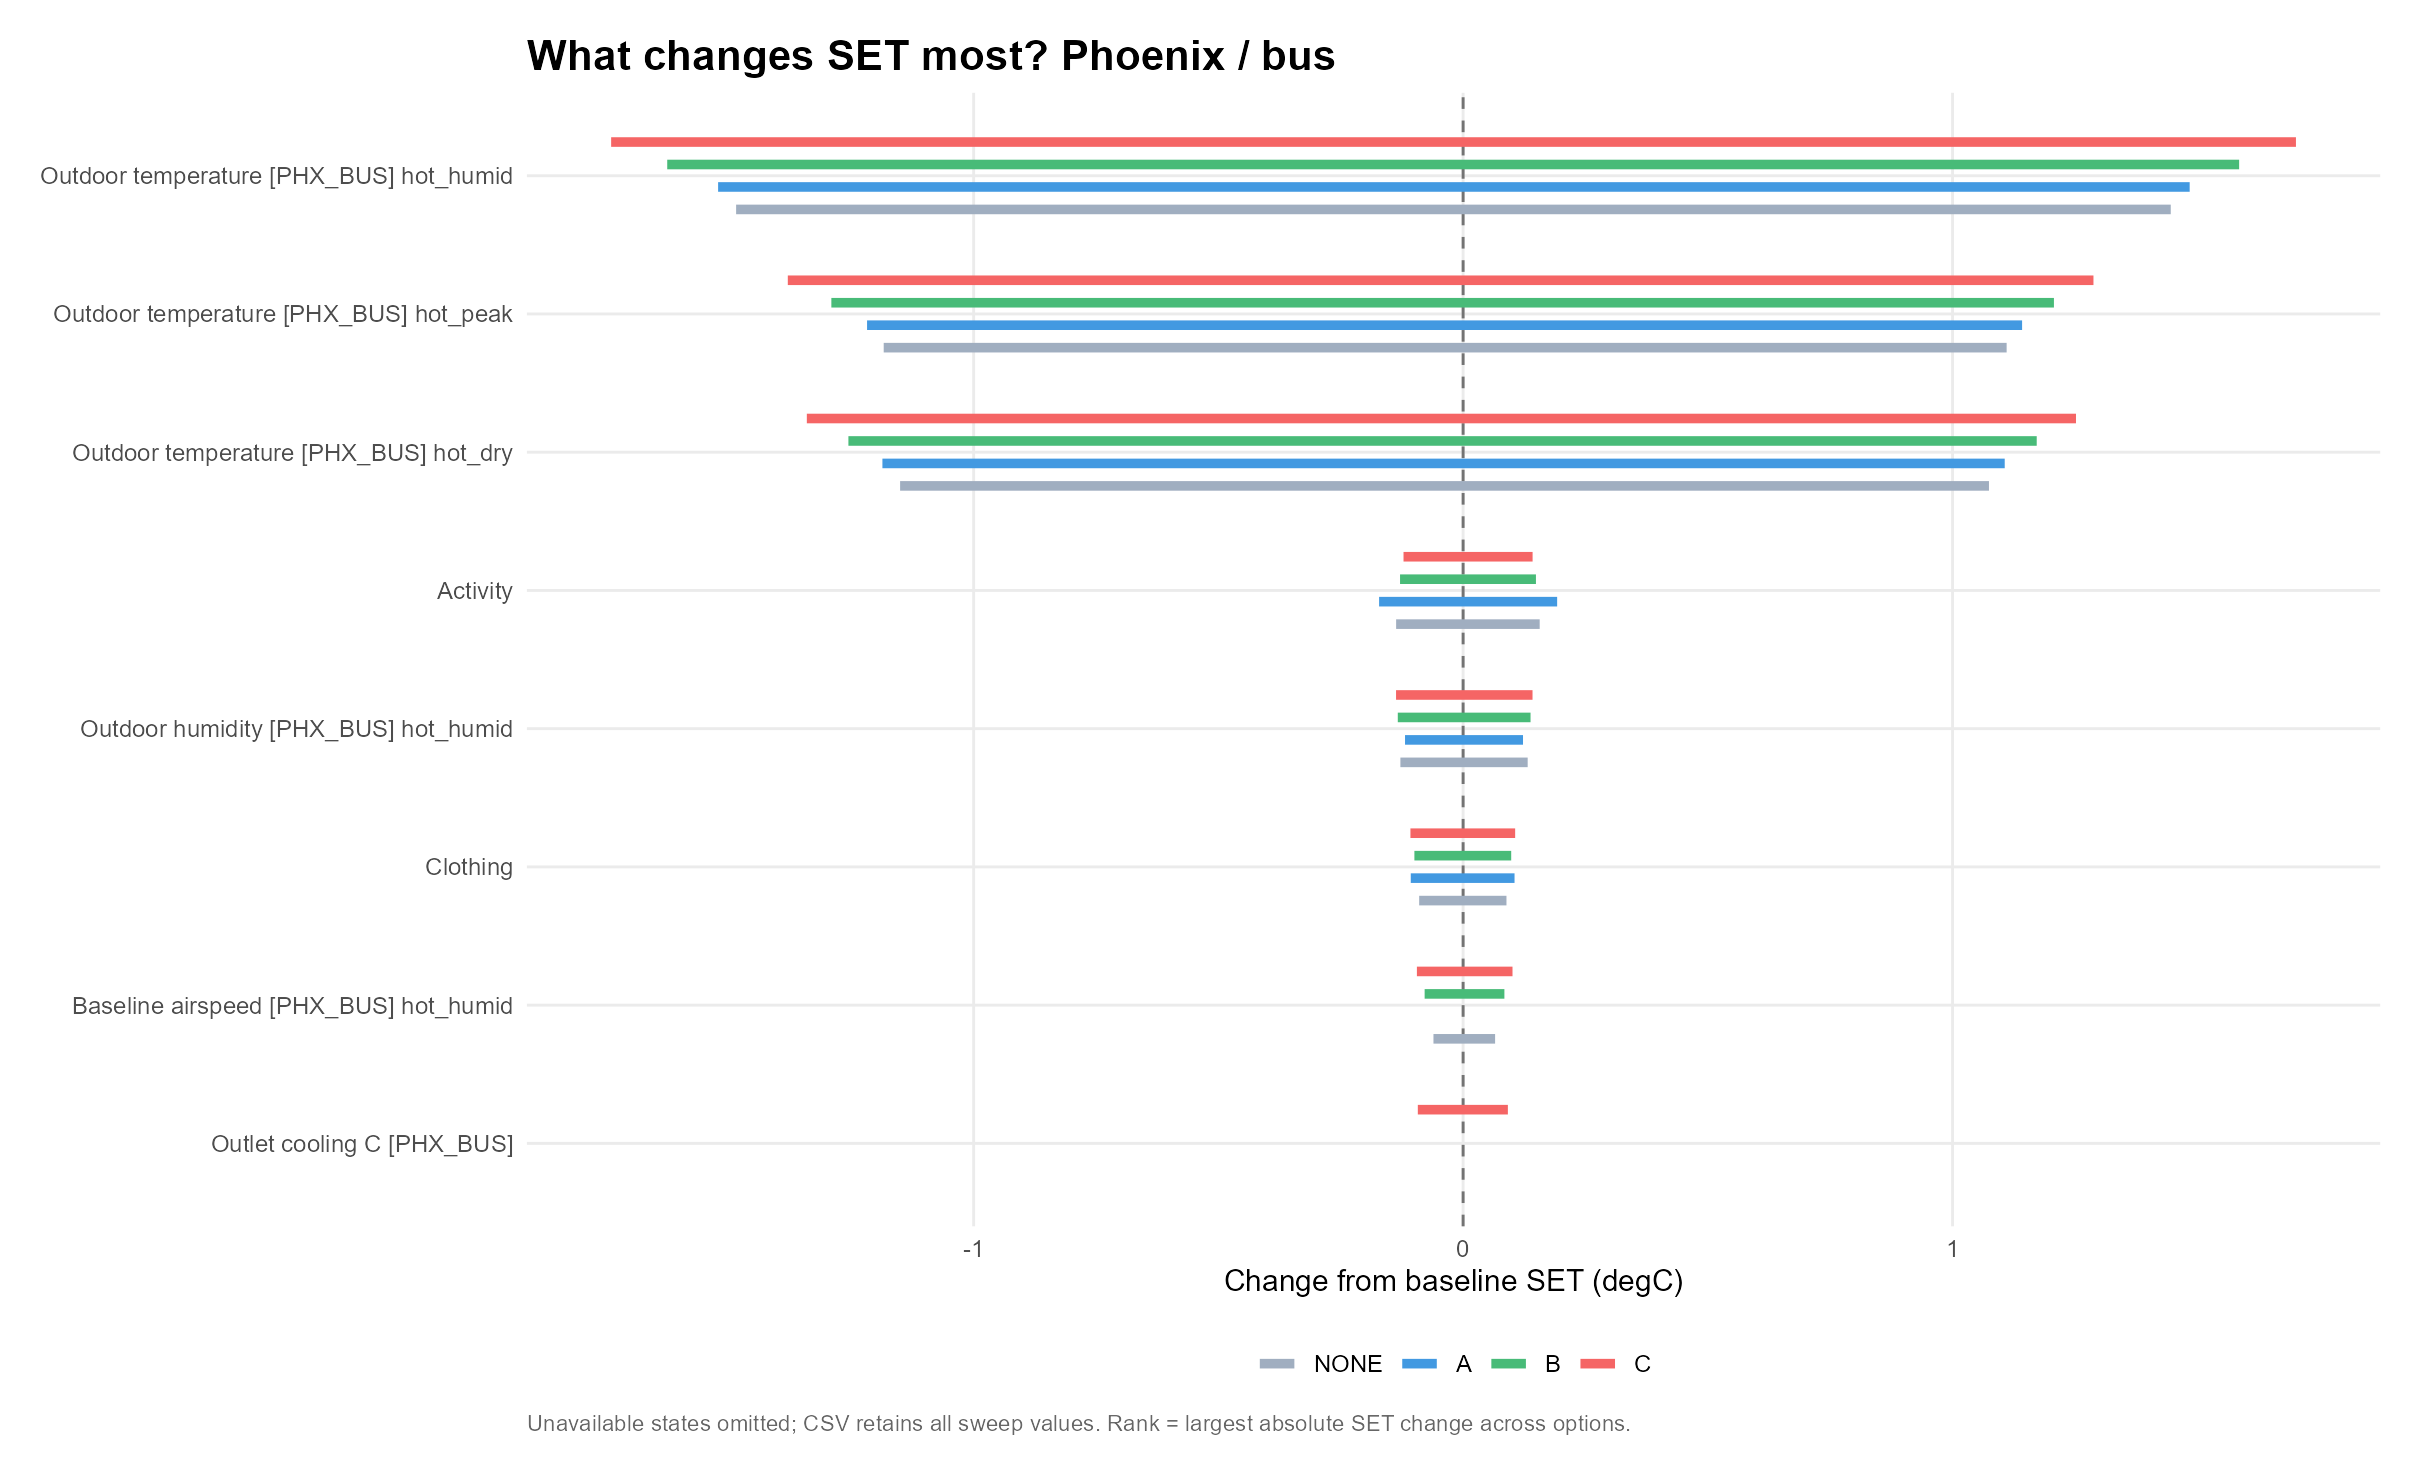 What changes SET most? Phoenix / bus
Outdoor temperature [PHX_BUS] hot_humid
Outdoor temperature [PHX_BUS] hot_peak
Outdoor temperature [PHX_BUS] hot_dry
Activity
Outdoor humidity [PHX_BUS] hot_humid
Clothing
Baseline airspeed [PHX_BUS] hot_humid
Outlet cooling C [PHX_BUS]
-1 0 1
Change from baseline SET (degC)
NONE A B C
Unavailable states omitted; CSV retains all sweep values. Rank = largest absolute SET change across options.